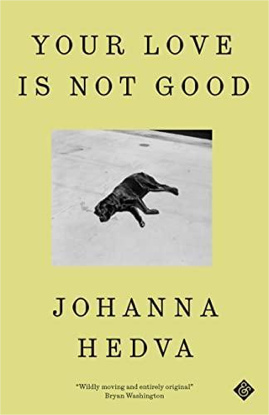 YOUR LOVE
IS NOT GOOD
JOHANNA
HEDVA
“Wildly moving and entirely original”
Bryan Washington